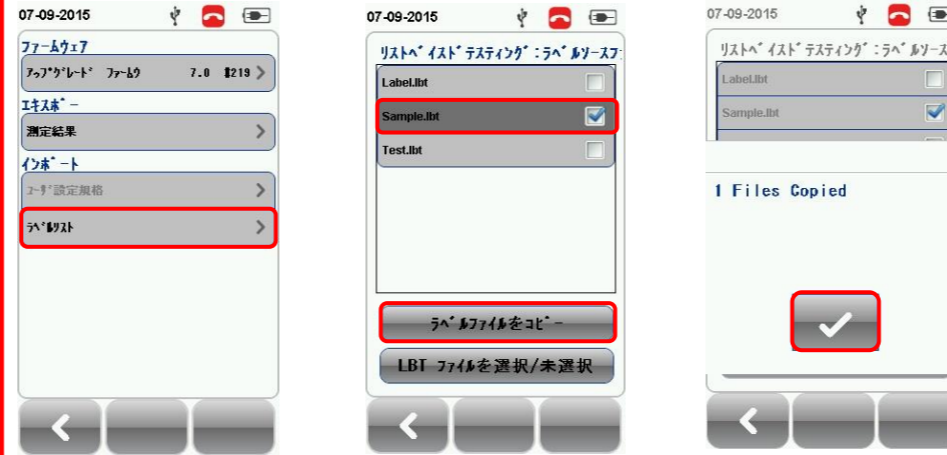 07-09-2015
ファームウェア
ｱｯﾌﾟｸﾞﾚｰﾄﾞ ﾌｧｰﾑｳ 7.0 #219
エキスポー
測定結果
インポート
ﾕｰｻﾞ設定規格
ﾗﾍﾞﾙﾘｽﾄ
07-09-2015
ﾘｽﾄﾍﾞｲｽﾄﾞﾃｽﾃｨﾝｸﾞ:ﾗﾍﾞﾙｿｰｽﾌ
Label.lbt
Sample.lbt
Test.lbt
ﾗﾍﾞﾙﾌｧｲﾙをｺﾋﾟｰ
LBT ﾌｧｲﾙを選択/未選択
07-09-2015
ﾘｽﾄﾍﾞｲｽﾄﾞﾃｽﾃｨﾝｸﾞ:ﾗﾍﾞﾙｿｰｽ
Label.lbt
Sample.lbt
1 Files Copied